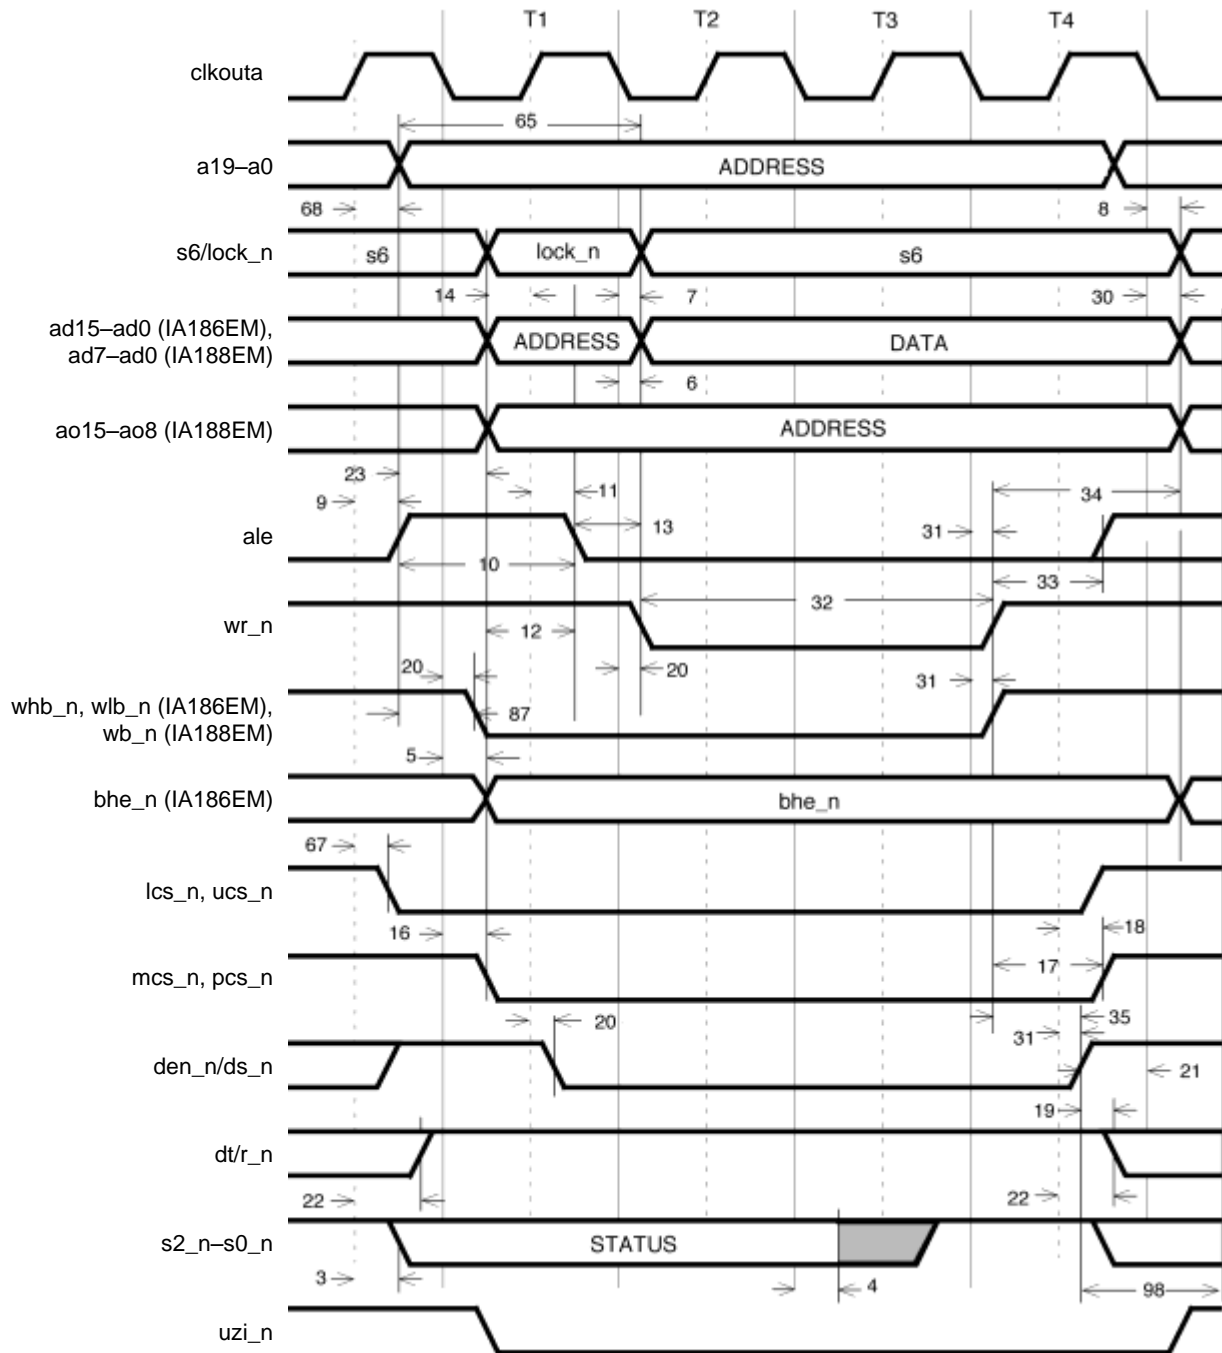 T1 T2 T3 T4
clkouta
65
a19–a0 ADDRESS
68 8
s6/lock_n s6 lock_n s6
14 7 30
ad15–ad0 (IA186EM),
ad7–ad0 (IA188EM) ADDRESS DATA
6
ao15–ao8 (IA188EM) ADDRESS
23
9 11 34
ale 13 31
10 33
wr_n 12 32
20 20 31
whb_n, wlb_n (IA186EM),
wb_n (IA188EM) 87
5
bhe_n (IA186EM) bhe_n
67
lcs_n, ucs_n
16 18
mcs_n, pcs_n 17
20 35
31
den_n/ds_n 21
19
dt/r_n
22 22
s2_n–s0_n STATUS
3 4 98
uzi_n